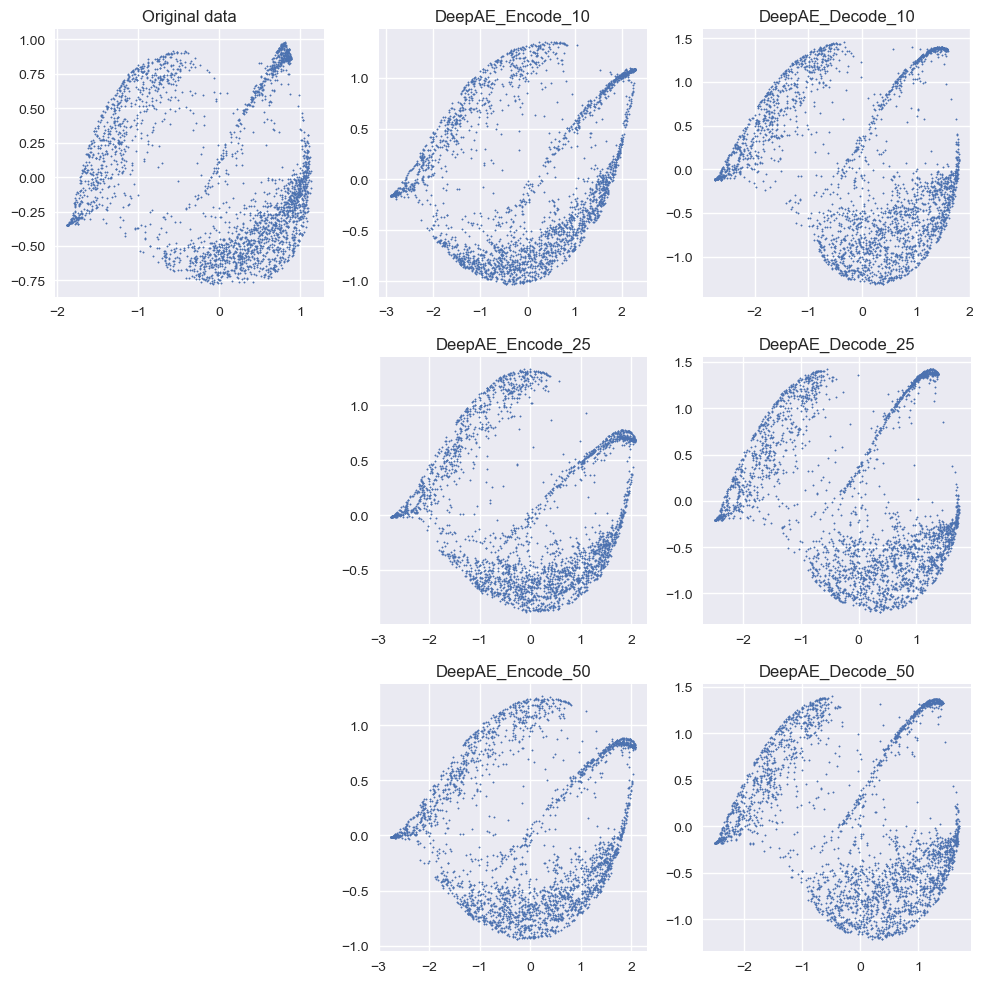 Original data
1.00
0.75
0.50
0.25
0.00
−0.25
−0.50
−0.75
−2 −1 0 1
DeepAE_Encode_10
1.0
0.5
0.0
−0.5
−1.0
−3 −2 −1 0 1 2
DeepAE_Decode_10
1.5
1.0
0.5
0.0
−0.5
−1.0
−2 −1 0 1 2
DeepAE_Encode_25
1.0
0.5
0.0
−0.5
−3 −2 −1 0 1 2
DeepAE_Decode_25
1.5
1.0
0.5
0.0
−0.5
−1.0
−2 −1 0 1
DeepAE_Encode_50
1.0
0.5
0.0
−0.5
−1.0
−3 −2 −1 0 1 2
DeepAE_Decode_50
1.5
1.0
0.5
0.0
−0.5
−1.0
−2 −1 0 1